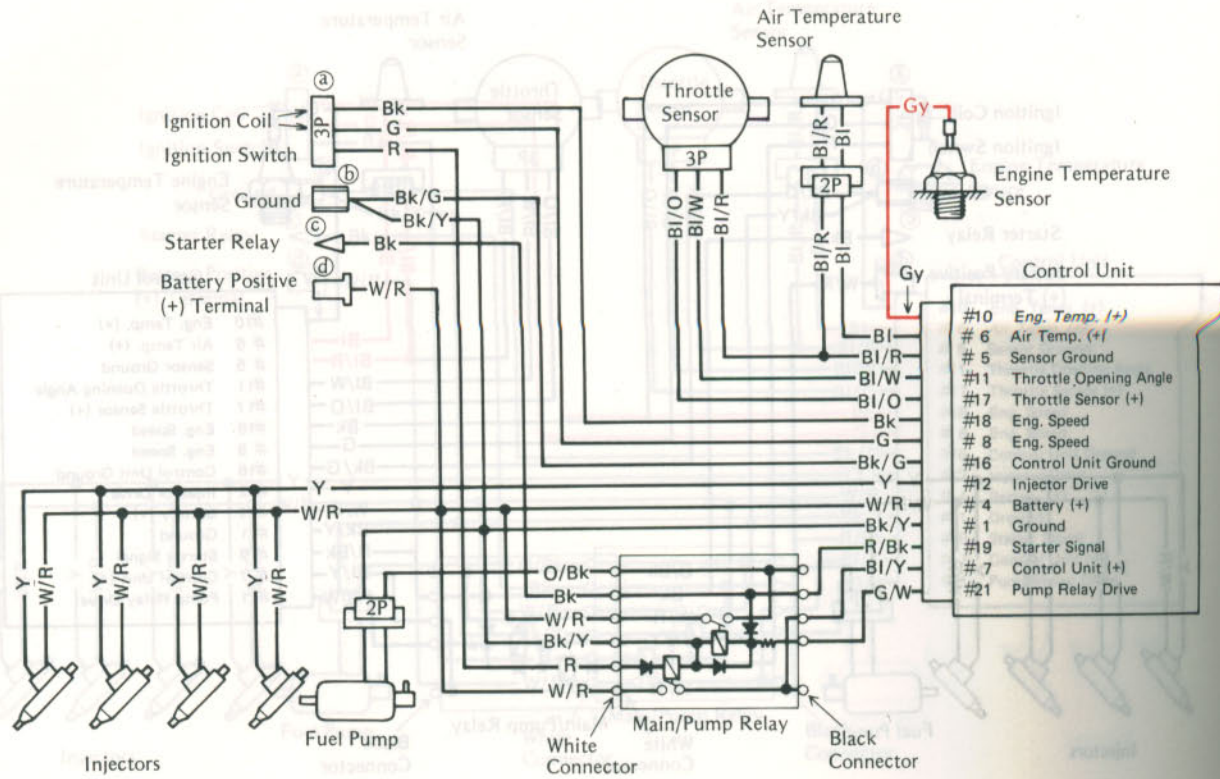 Air Temperature
Sensor
Throttle
Sensor
3P
Gy
Engine Temperature
Sensor
Bl/R
Bl
2P
Bl/R
Bl
Bl/O
Bl/W
Bl/R
ⓐ
Ignition Coil
Ignition Switch
3P
Bk
G
R
ⓑ
Ground
Bk/G
Bk/Y
ⓒ
Starter Relay
Bk
ⓓ
Battery Positive
(+) Terminal
W/R
Gy
Control Unit
#10 Eng. Temp. (+)
Bl # 6 Air Temp. (+(
Bl/R # 5 Sensor Ground
Bl/W #11 Throttle Opening Angle
Bl/O #17 Throttle Sensor (+)
Bk #18 Eng. Speed
G # 8 Eng. Speed
Bk/G #16 Control Unit Ground
Y Y #12 Injector Drive
W/R W/R # 4 Battery (+)
Bk/Y # 1 Ground
R/Bk #19 Starter Signal
Bl/Y # 7 Control Unit (+)
G/W #21 Pump Relay Drive
Y W/R Y W/R Y W/R Y W/R
O/Bk
Bk
W/R
Bk/Y
R
W/R
2P
Fuel Pump
Injectors
White
Connector
Main/Pump Relay
Black
Connector